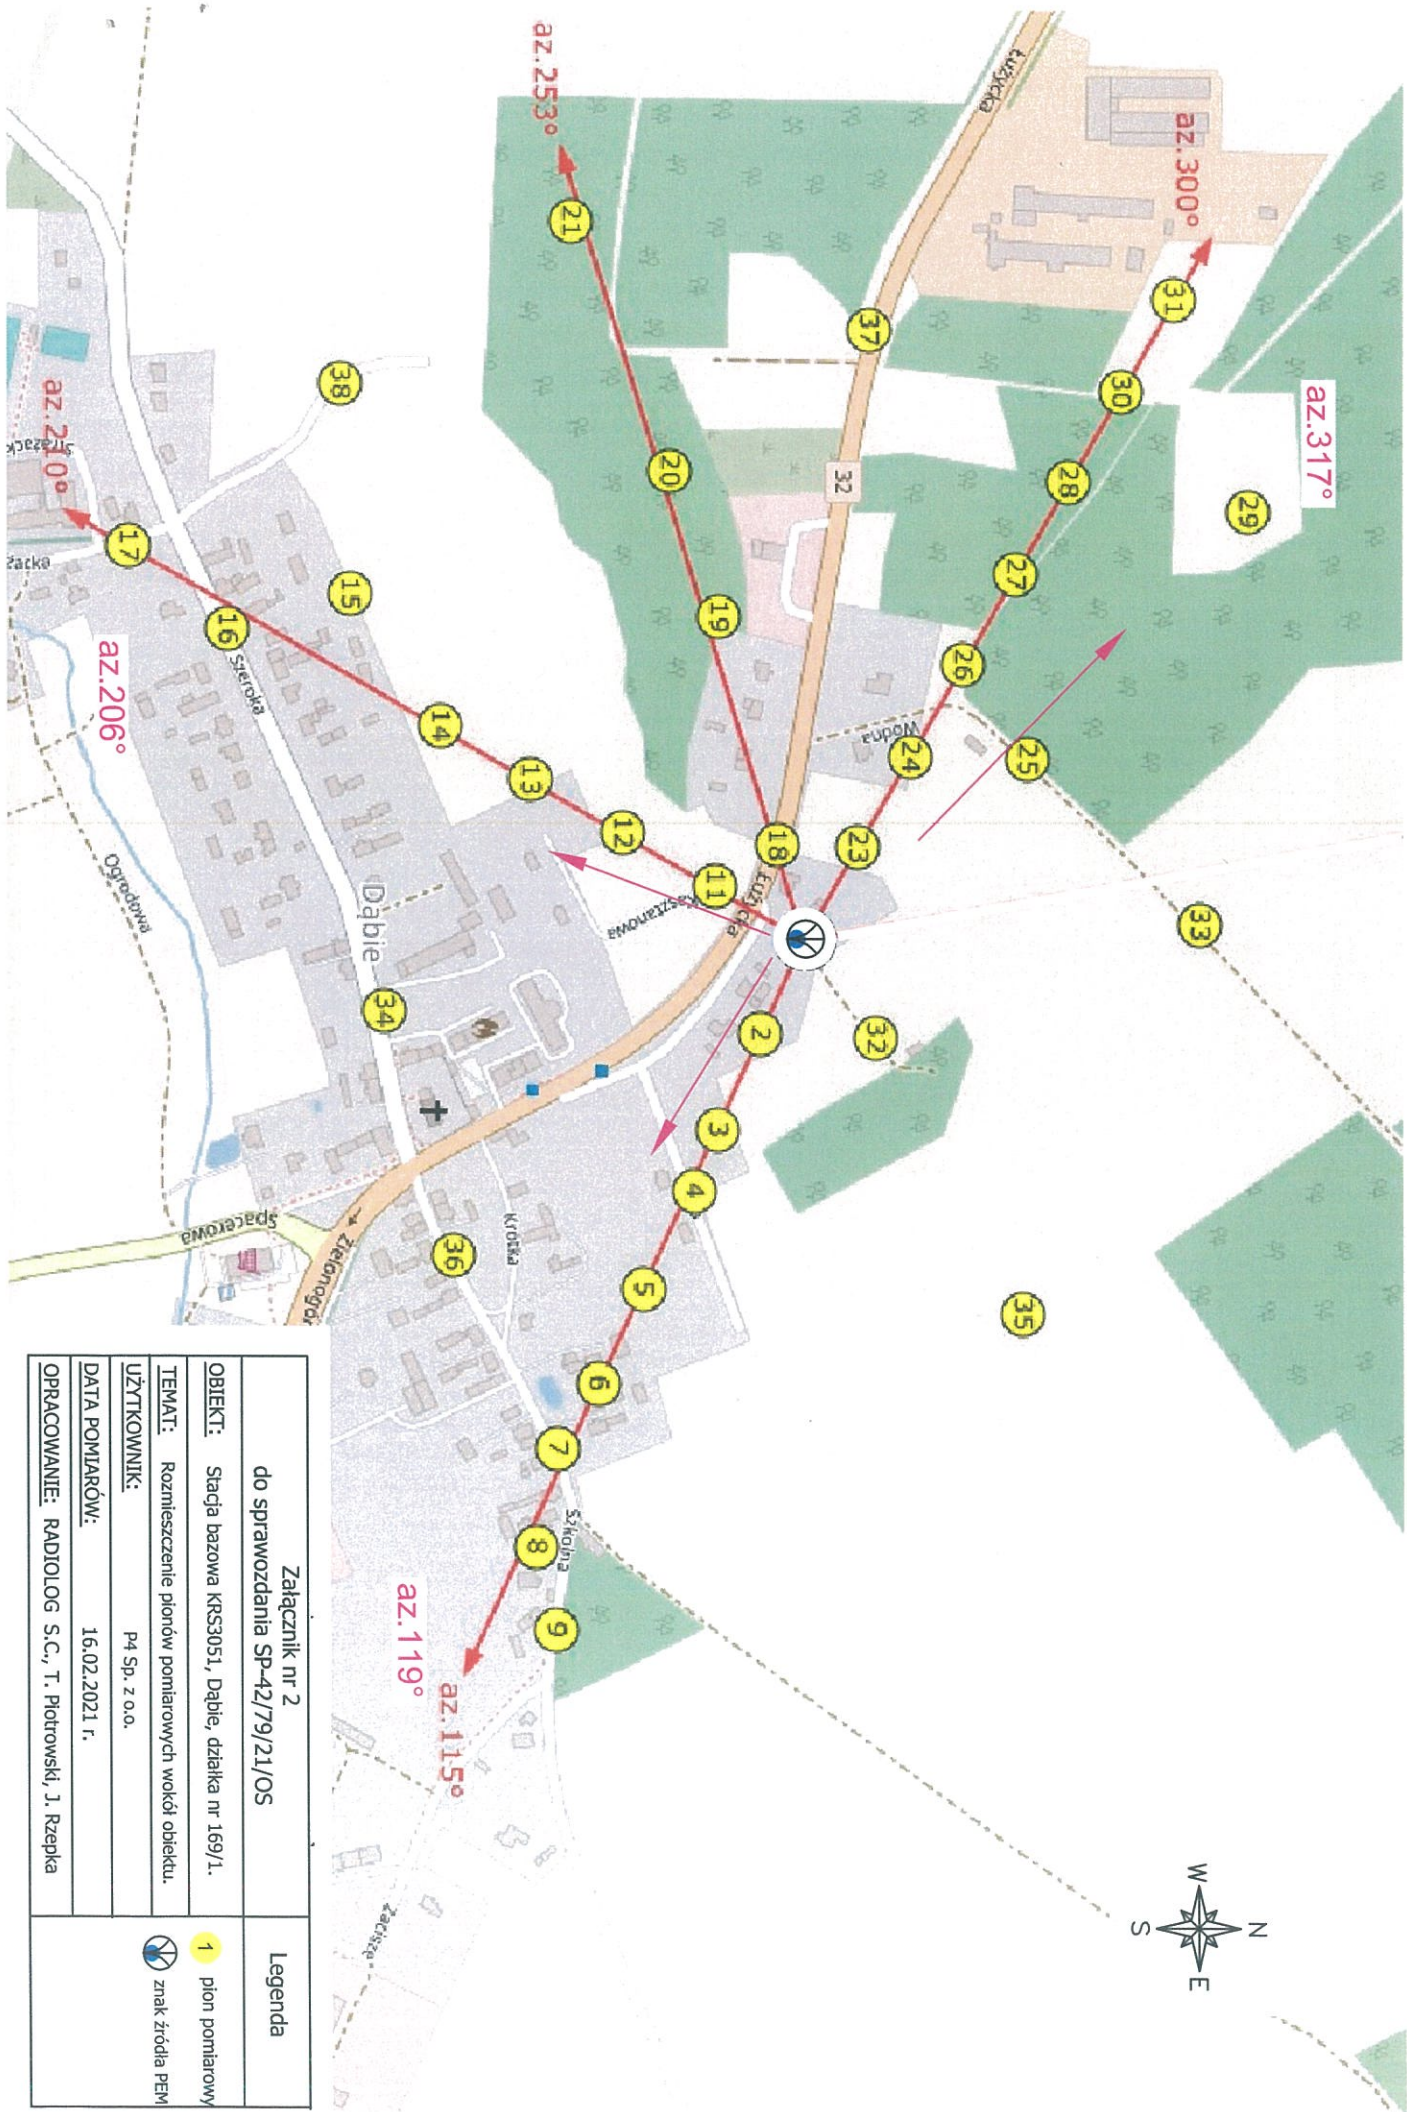 az.253°
az.300°
az.317°
az.210°
az.206°
az.119°
az.115°
Łużycka
Łużycka
32
Wodna
Kasztanowa
Szeroka
Ogrodowa
Dąbie
Krótka
Spacerowa
Szkolna
Zacisze
2
3
4
5
6
7
8
9
11
12
13
14
15
16
17
18
19
20
21
23
24
25
26
27
28
29
30
31
32
33
34
35
36
37
38
N
W
E
S
Załącznik nr 2
do sprawozdania SP-42/79/21/OS
OBIEKT: Stacja bazowa KRS3051, Dąbie, działka nr 169/1.
TEMAT: Rozmieszczenie pionów pomiarowych wokół obiektu.
UŻYTKOWNIK: P4 Sp. z o.o.
DATA POMIARÓW: 16.02.2021 r.
OPRACOWANIE: RADIOLOG S.C., T. Piotrowski, J. Rzepka
Legenda
1 pion pomiarowy
znak źródła PEM